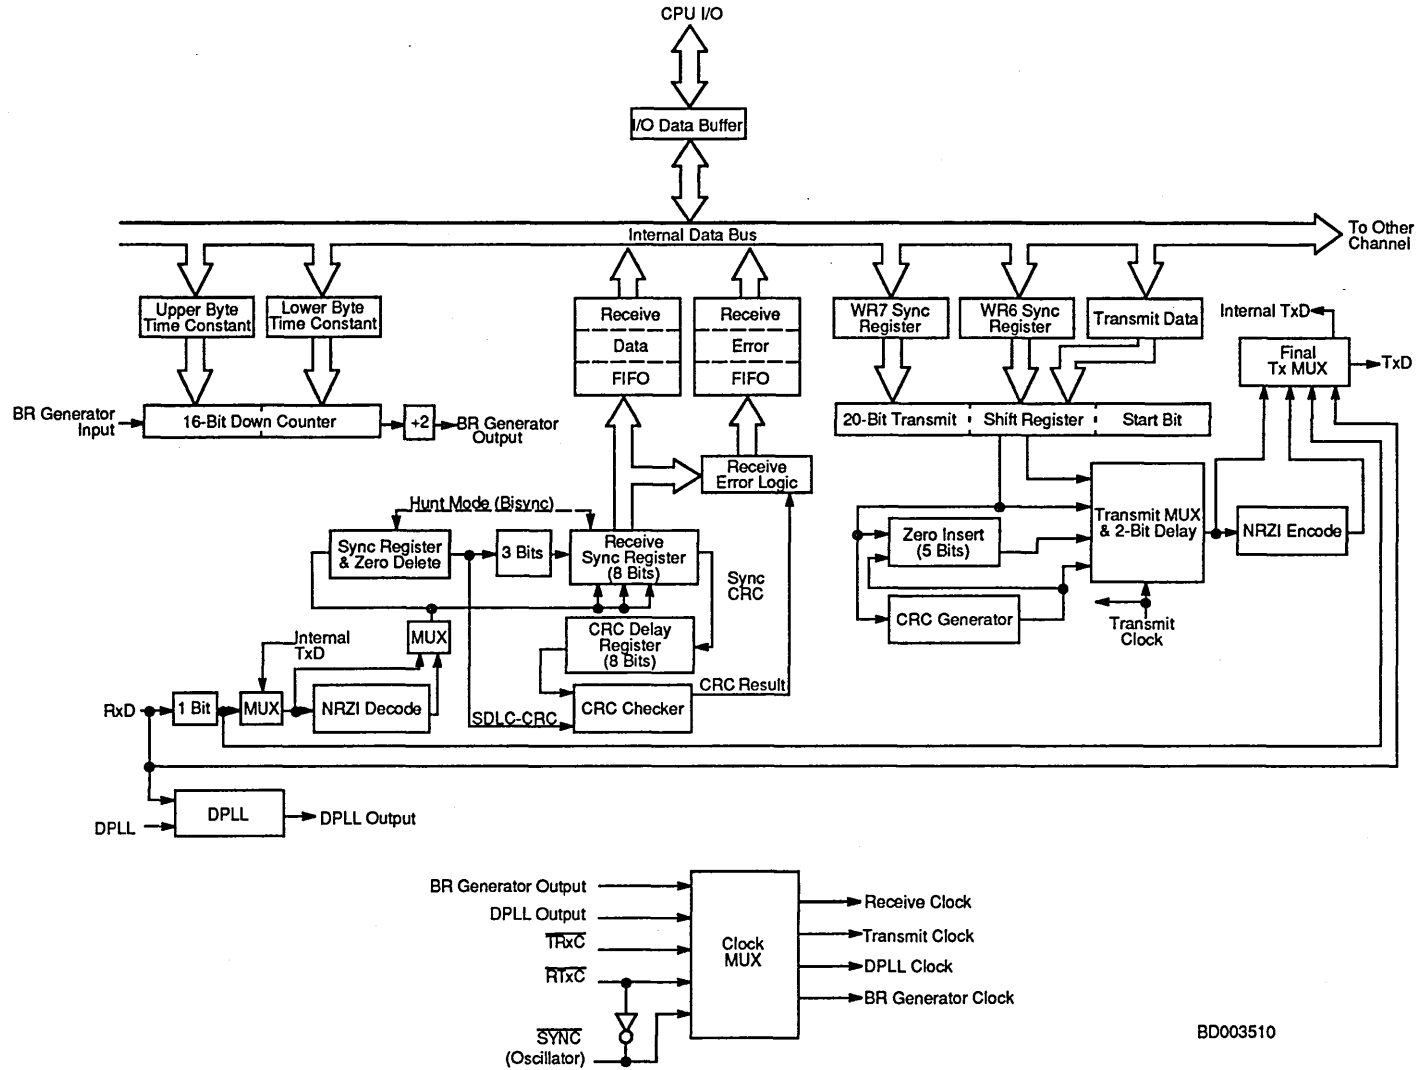 CPU I/O
I/O Data Buffer
Internal Data Bus
To Other
Channel
Upper Byte
Time Constant
Lower Byte
Time Constant
Receive
Data
FIFO
Receive
Error
FIFO
WR7 Sync
Register
WR6 Sync
Register
Transmit Data
Internal TxD
Final
Tx MUX
TxD
BR Generator
Input
16-Bit Down Counter
÷2
BR Generator
Output
20-Bit Transmit
Shift Register
Start Bit
Receive
Error Logic
Hunt Mode (Bisync)
Sync Register
& Zero Delete
3 Bits
Receive
Sync Register
(8 Bits)
Sync
CRC
Zero Insert
(5 Bits)
Transmit MUX
& 2-Bit Delay
NRZI Encode
CRC Generator
Transmit
Clock
Internal
TxD
MUX
CRC Delay
Register
(8 Bits)
CRC Result
RxD
1 Bit
MUX
NRZI Decode
SDLC-CRC
CRC Checker
DPLL
DPLL
DPLL Output
BR Generator Output
DPLL Output
TRxC
RTxC
SYNC
(Oscillator)
Clock
MUX
Receive Clock
Transmit Clock
DPLL Clock
BR Generator Clock
BD003510